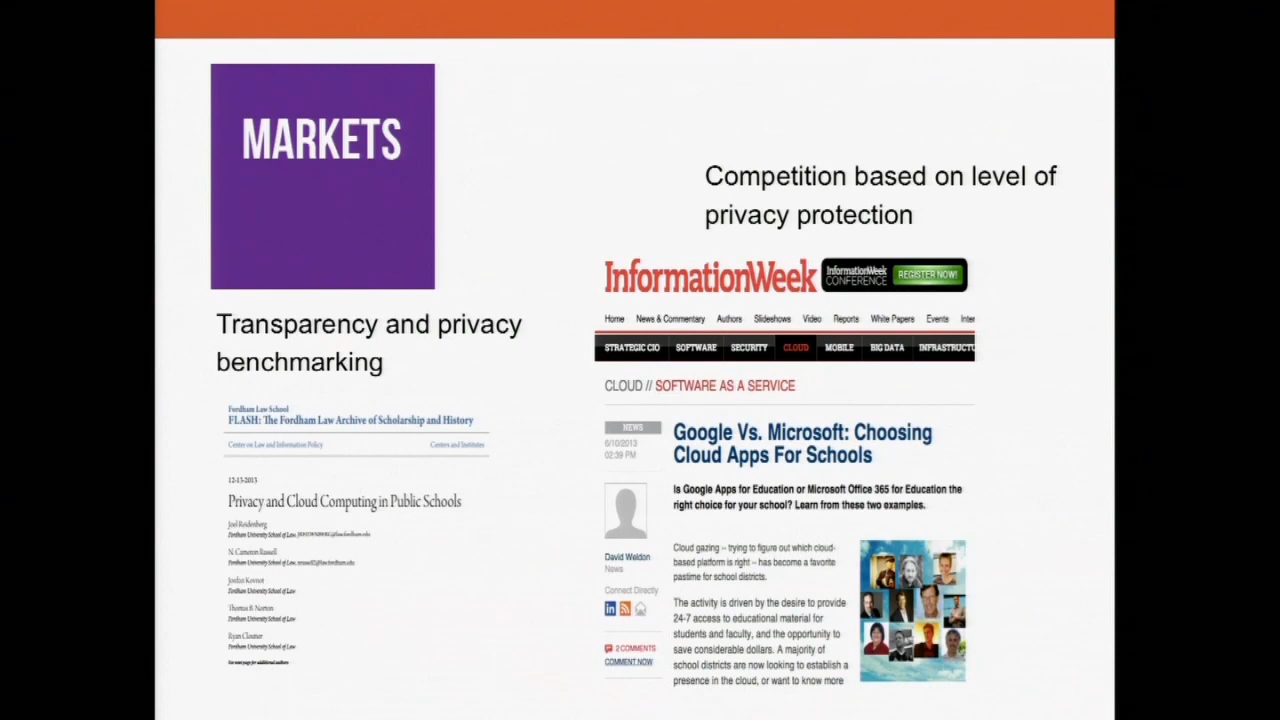 MARKETS
Competition based on level of
privacy protection
Transparency and privacy
benchmarking
Fordham Law School
FLASH: The Fordham Law Archive of Scholarship and History
Center on Law and Information Policy
Centers and Institutes
12-13-2013
Privacy and Cloud Computing in Public Schools
Joel Reidenberg
Fordham University School of Law,
N. Cameron Russell
Fordham University School of Law,
Jordan Kovnot
Fordham University School of Law
Thomas B. Norton
Fordham University School of Law
Ryan Cloutier
Fordham University School of Law
See next page for additional authors
InformationWeek
InformationWeek
CONFERENCE
REGISTER NOW!
Home News & Commentary Authors Slideshows Video Reports White Papers Events Inter
STRATEGIC CIO SOFTWARE SECURITY CLOUD MOBILE BIG DATA INFRASTRUCTU
CLOUD // SOFTWARE AS A SERVICE
NEWS
6/10/2013
02:39 PM
David Weldon
News
Connect Directly
in
2 COMMENTS
COMMENT NOW
Google Vs. Microsoft: Choosing
Cloud Apps For Schools
Is Google Apps for Education or Microsoft Office 365 for Education the
right choice for your school? Learn from these two examples.
Cloud gazing -- trying to figure out which cloud-
based platform is right -- has become a favorite
pastime for school districts.
The activity is driven by the desire to provide
24-7 access to educational material for
students and faculty, and the opportunity to
save considerable dollars. A majority of
school districts are now looking to establish a
presence in the cloud, or want to know more